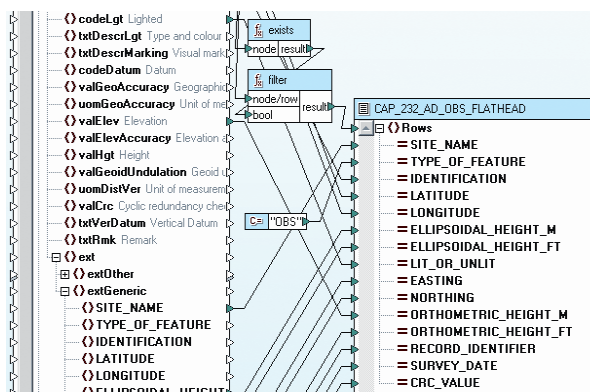 codeLgt Lighted
txtDescrLgt Type and colour
txtDescrMarking Visual mark
codeDatum Datum
valGeoAccuracy Geographic
uomGeoAccuracy Unit of me
valElev Elevation
valElevAccuracy Elevation a
valHgt Height
valGeoidUndulation Geoid u
uomDistVer Unit of measurem
valCrc Cyclic redundancy che
txtVerDatum Vertical Datum
txtRmk Remark
ext
extOther
extGeneric
SITE_NAME
TYPE_OF_FEATURE
IDENTIFICATION
LATITUDE
LONGITUDE
ELLIPSOIDAL_HEIGHT
exists
node result
filter
node/row
result
bool
C= "OBS"
CAP_232_AD_OBS_FLATHEAD
Rows
SITE_NAME
TYPE_OF_FEATURE
IDENTIFICATION
LATITUDE
LONGITUDE
ELLIPSOIDAL_HEIGHT_M
ELLIPSOIDAL_HEIGHT_FT
LIT_OR_UNLIT
EASTING
NORTHING
ORTHOMETRIC_HEIGHT_M
ORTHOMETRIC_HEIGHT_FT
RECORD_IDENTIFIER
SURVEY_DATE
CRC_VALUE